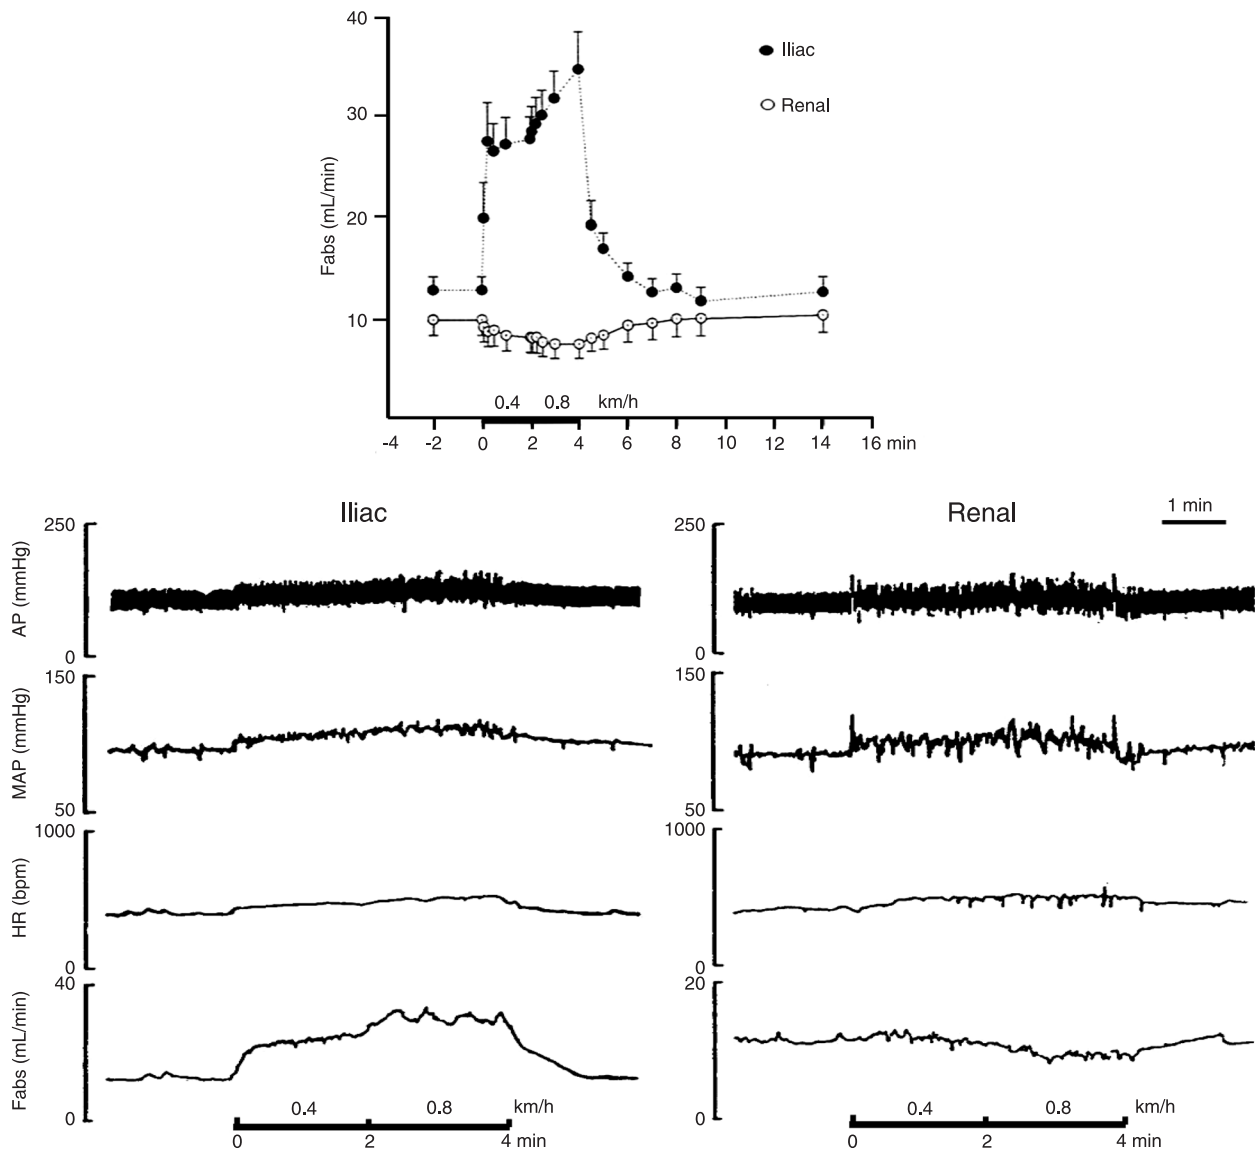 40
Iliac
30
Renal
Fabs (mL/min)
20
10
0.4 0.8 km/h
-4 -2 0 2 4 6 8 10 12 14 16 min
Iliac
Renal
1 min
250
AP (mmHg)
0
250
0
150
MAP (mmHg)
50
150
50
1000
HR (bpm)
0
1000
0
40
Fabs (mL/min)
0
20
0
0.4 0.8 km/h
0 2 4 min
0.4 0.8 km/h
0 2 4 min